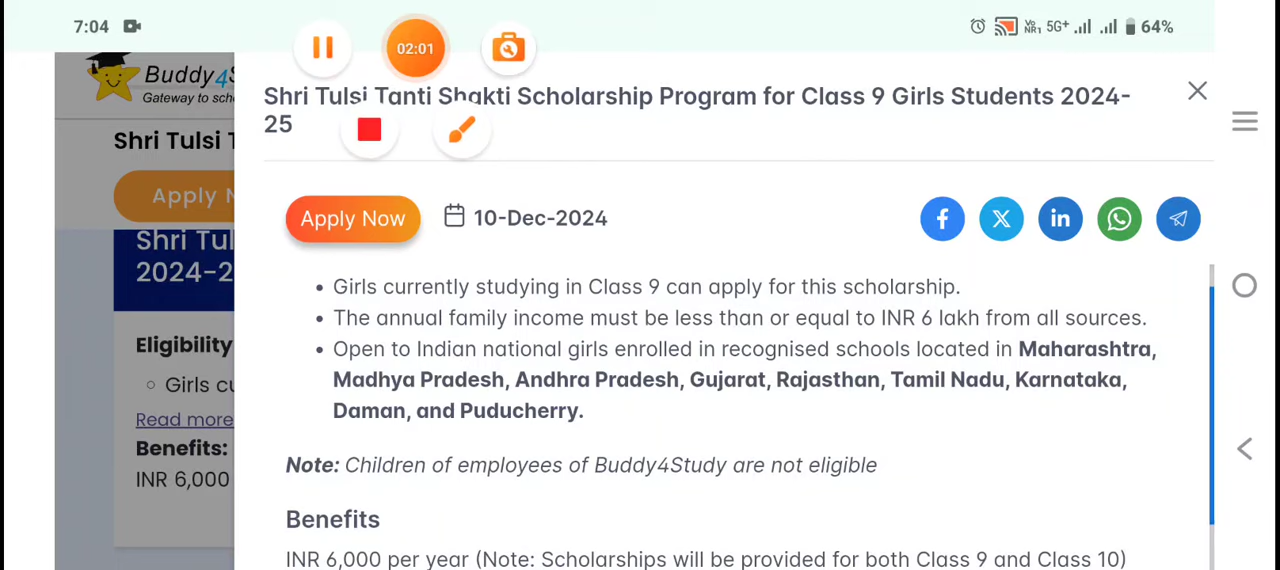 7:04
02:01
Vo
NR1 5G+
64%
Buddy4S
Gateway to sch
Shri Tulsi Tanti Shakti Scholarship Program for Class 9 Girls Students 2024-
25
Shri Tulsi T
Apply N
Apply Now
10-Dec-2024
Shri Tul
2024-2
Girls currently studying in Class 9 can apply for this scholarship.
The annual family income must be less than or equal to INR 6 lakh from all sources.
Open to Indian national girls enrolled in recognised schools located in Maharashtra,
Madhya Pradesh, Andhra Pradesh, Gujarat, Rajasthan, Tamil Nadu, Karnataka,
Daman, and Puducherry.
Eligibility
Girls cu
Read more
Benefits:
INR 6,000
Note: Children of employees of Buddy4Study are not eligible
Benefits
INR 6,000 per year (Note: Scholarships will be provided for both Class 9 and Class 10)